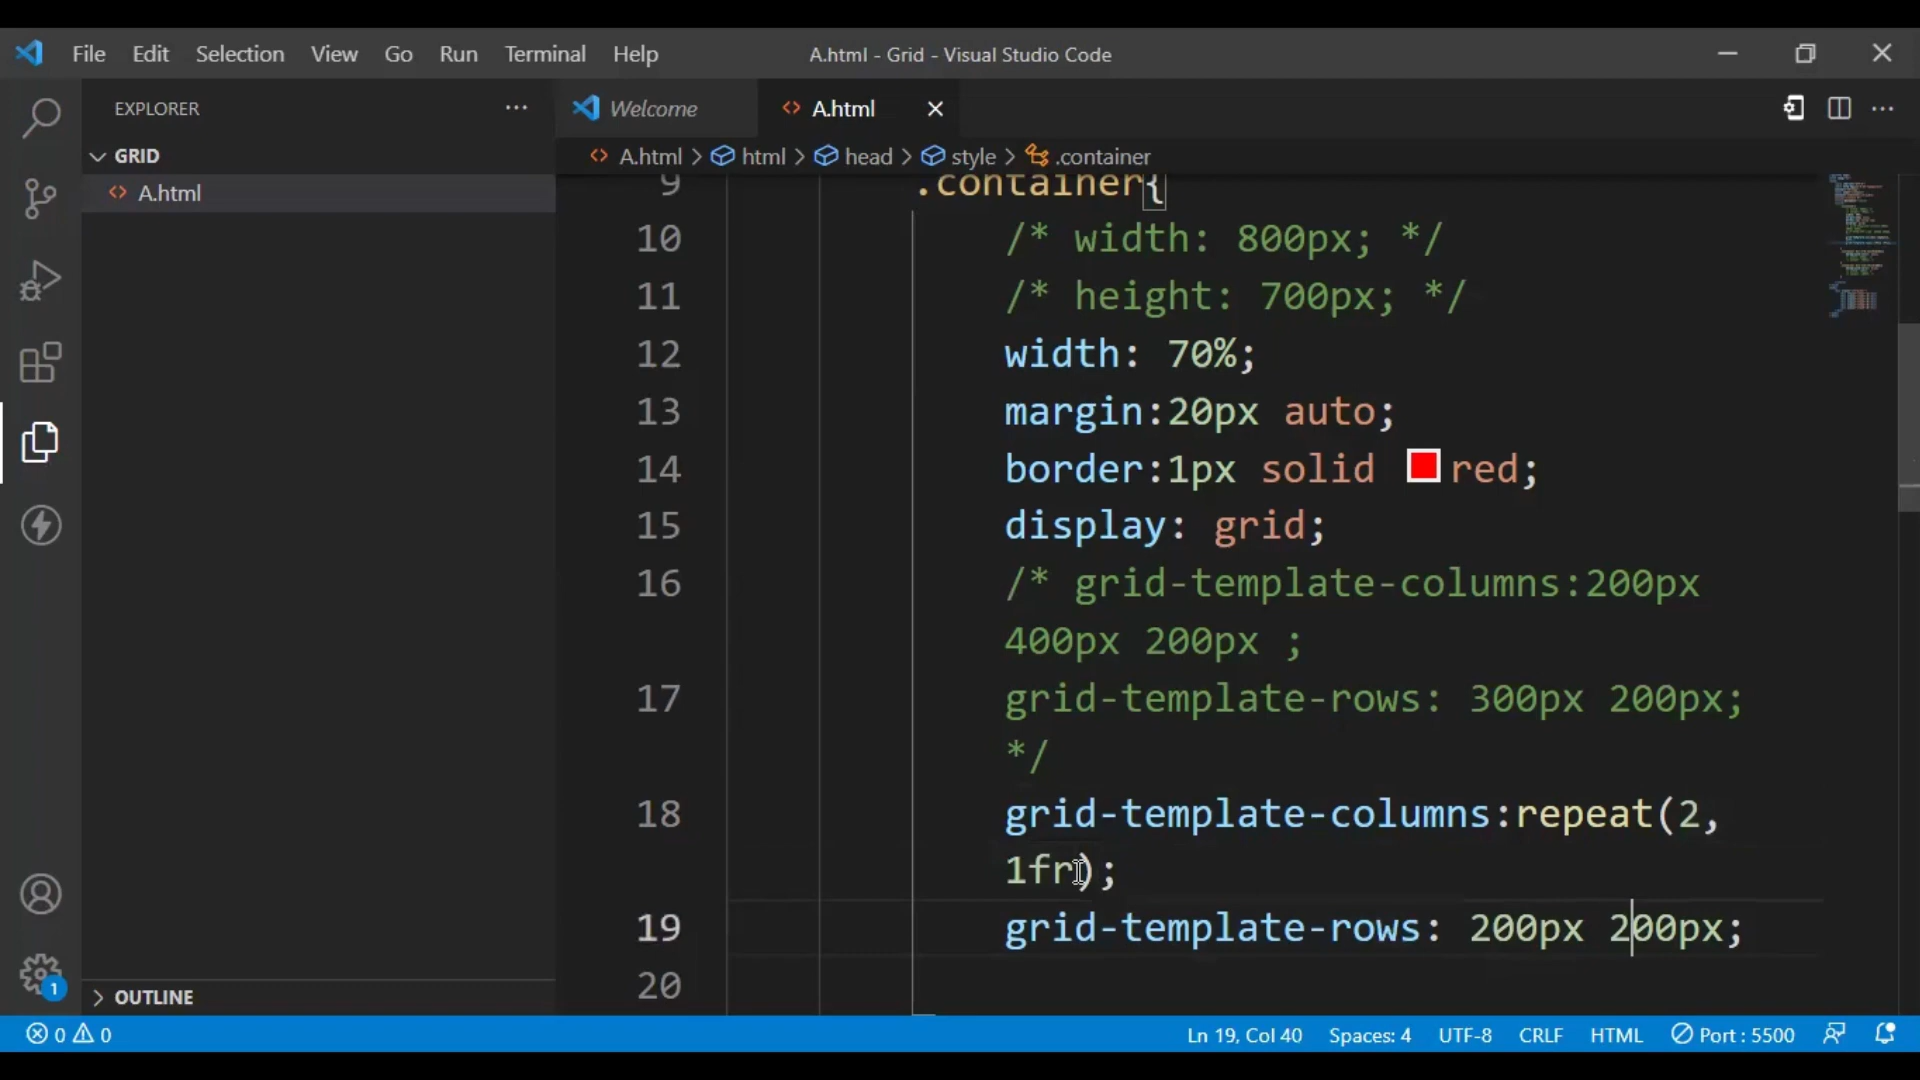 File Edit Selection View Go Run Terminal Help A.html - Grid - Visual Studio Code
EXPLORER ···
GRID
A.html
OUTLINE
Welcome
A.html
A.html > html > head > style > .container
9 .container{
10 /* width: 800px; */
11 /* height: 700px; */
12 width: 70%;
13 margin:20px auto;
14 border:1px solid red;
15 display: grid;
16 /* grid-template-columns:200px
400px 200px ;
17 grid-template-rows: 300px 200px;
*/
18 grid-template-columns:repeat(2,
1fr);
19 grid-template-rows: 200px 200px;
20
1
0 0 Ln 19, Col 40 Spaces: 4 UTF-8 CRLF HTML Port : 5500